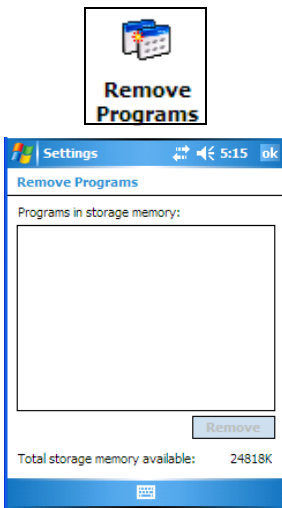 Remove
Programs
Settings 5:15 ok
Remove Programs
Programs in storage memory:
Remove
Total storage memory available: 24818K